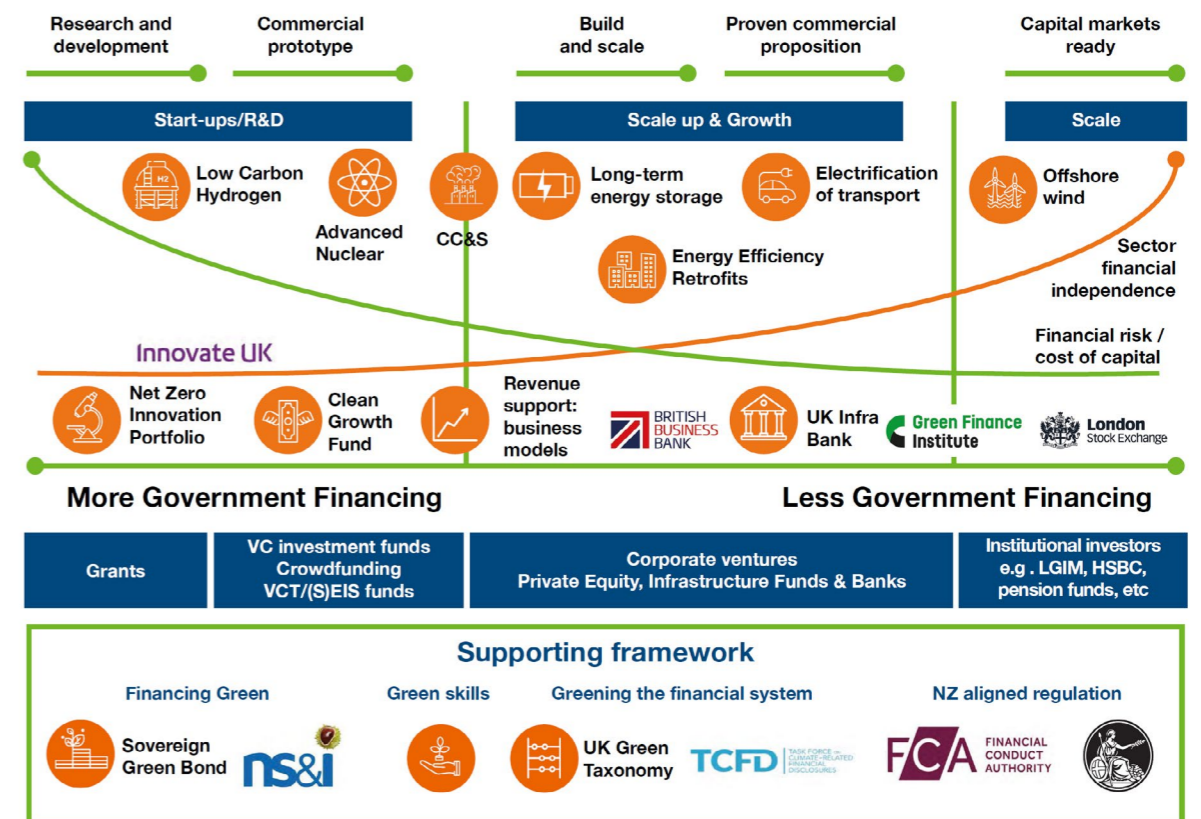 Research and
development
Commercial
prototype
Build
and scale
Proven commercial
proposition
Capital markets
ready
Start-ups/R&D
Scale up & Growth
Scale
H2
Low Carbon
Hydrogen
Advanced
Nuclear
CC&S
Long-term
energy storage
Electrification
of transport
Energy Efficiency
Retrofits
Offshore
wind
Sector
financial
independence
Financial risk /
cost of capital
Innovate UK
Net Zero
Innovation
Portfolio
Clean
Growth
Fund
Revenue
support:
business
models
BRITISH
BUSINESS
BANK
UK Infra
Bank
Green Finance
Institute
London
Stock Exchange
More Government Financing
Less Government Financing
Grants
VC investment funds
Crowdfunding
VCT/(S)EIS funds
Corporate ventures
Private Equity, Infrastructure Funds & Banks
Institutional investors
e.g . LGIM, HSBC,
pension funds, etc
Supporting framework
Financing Green
Green skills
Greening the financial system
NZ aligned regulation
Sovereign
Green Bond
ns&i
UK Green
Taxonomy
TCFD
TASK FORCE ON
CLIMATE-RELATED
FINANCIAL
DISCLOSURES
FCA
FINANCIAL
CONDUCT
AUTHORITY